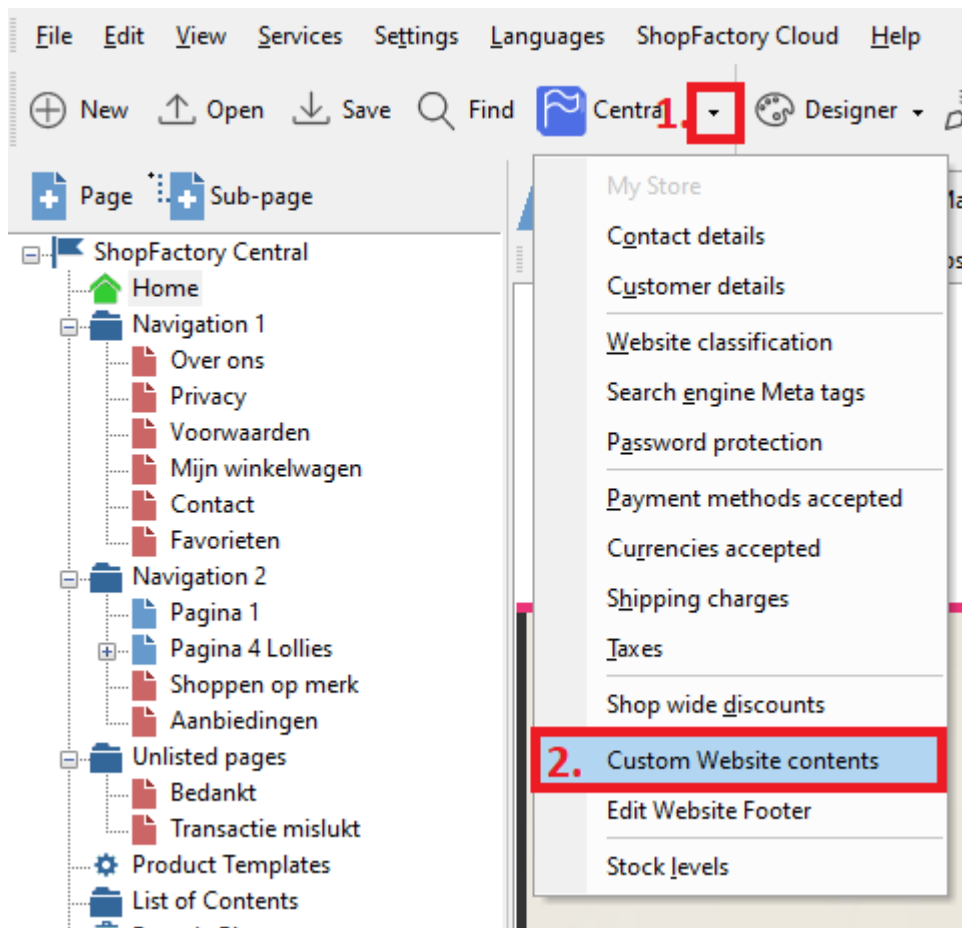 File Edit View Services Settings Languages ShopFactory Cloud Help
New Open Save Find Central 1. Designer
Page Sub-page
ShopFactory Central
Home
Navigation 1
Over ons
Privacy
Voorwaarden
Mijn winkelwagen
Contact
Favorieten
Navigation 2
Pagina 1
Pagina 4 Lollies
Shoppen op merk
Aanbiedingen
Unlisted pages
Bedankt
Transactie mislukt
Product Templates
List of Contents
My Store
Contact details
Customer details
Website classification
Search engine Meta tags
Password protection
Payment methods accepted
Currencies accepted
Shipping charges
Taxes
Shop wide discounts
2. Custom Website contents
Edit Website Footer
Stock levels